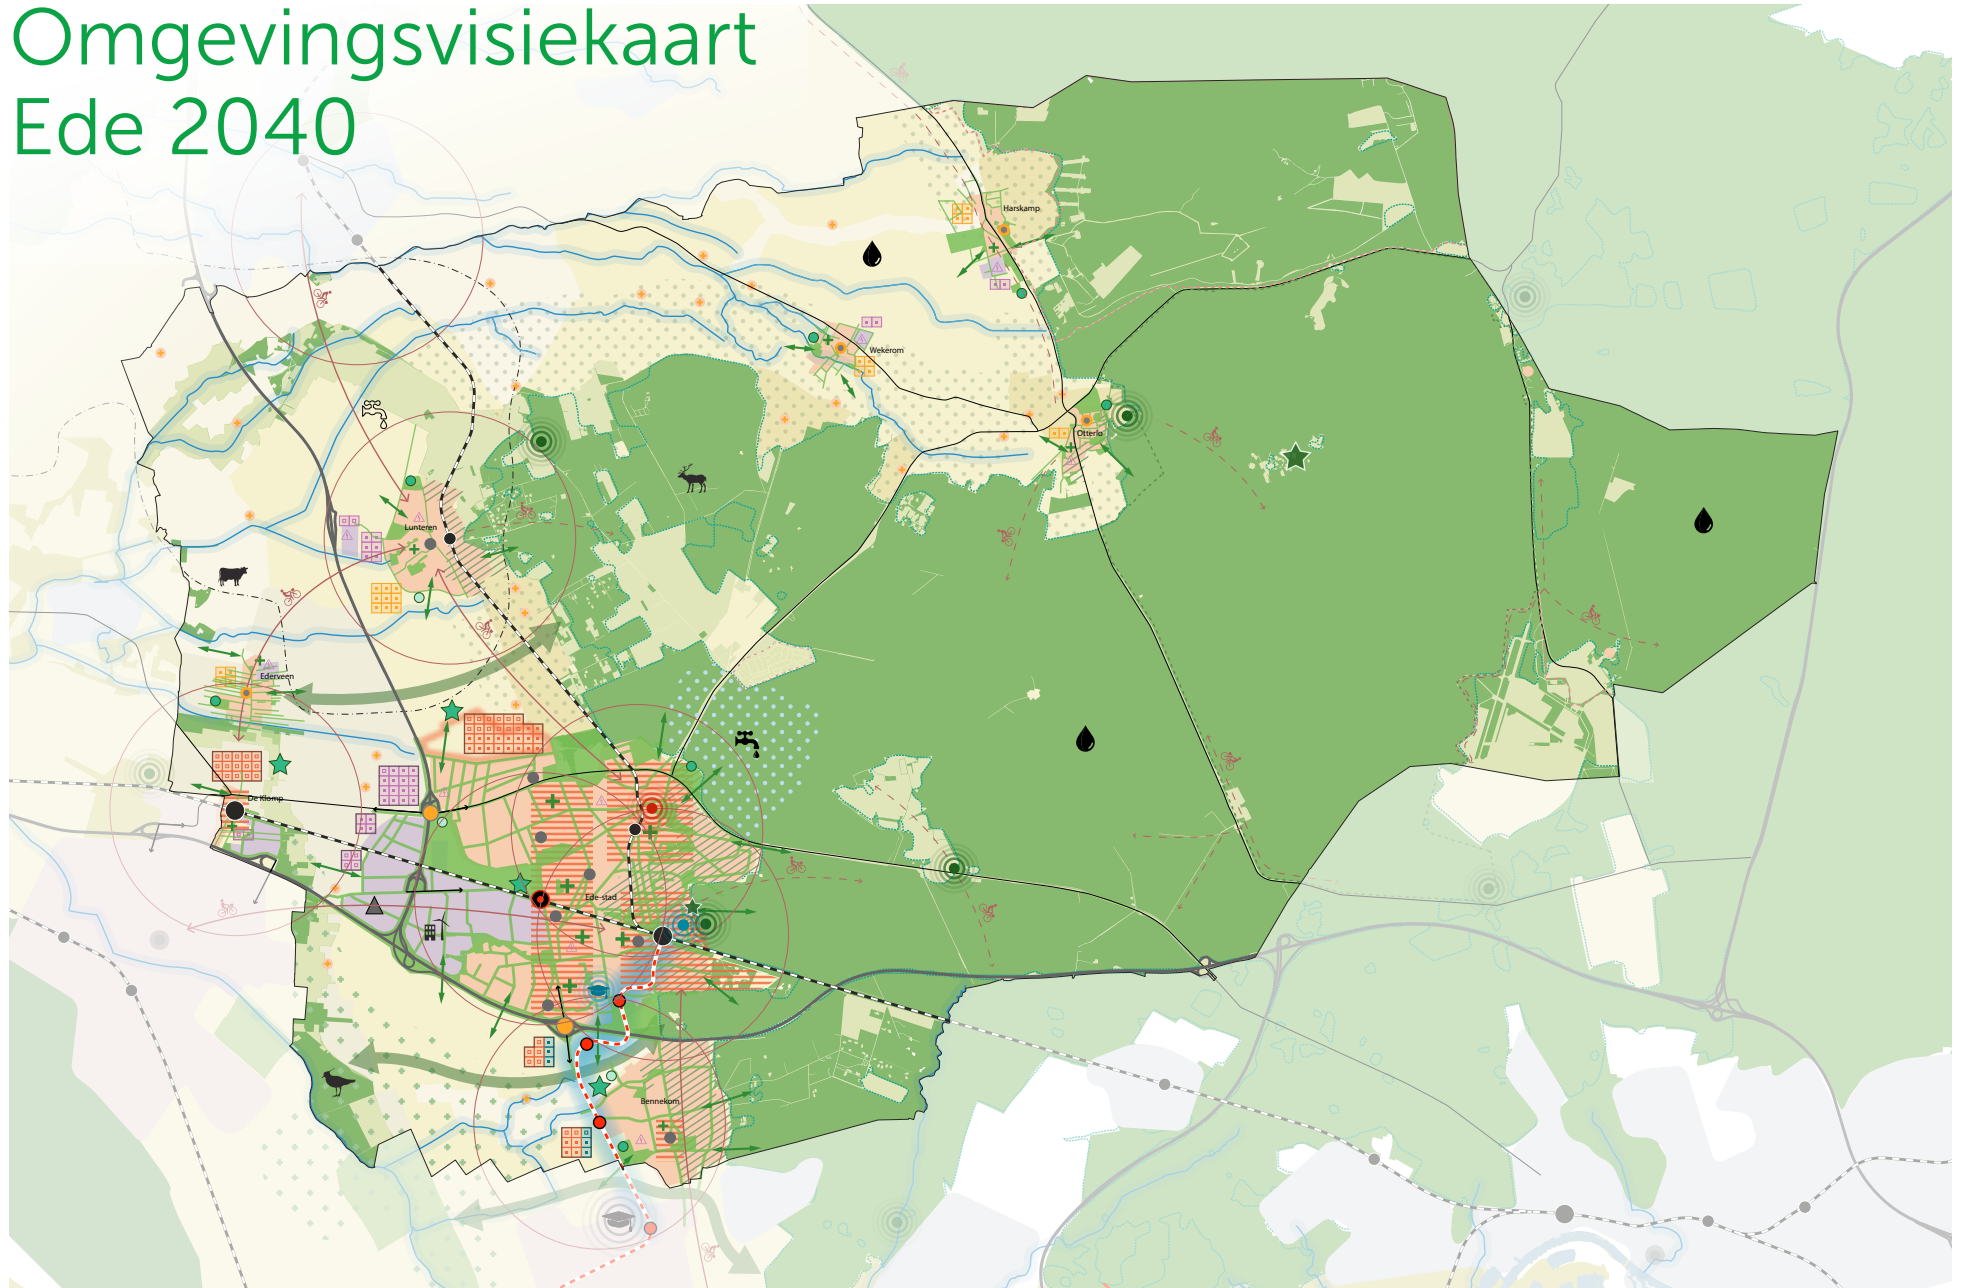 Omgevingsvisiekaart
Ede 2040
Harskamp
Wekerom
Otterlo
Lunteren
Ederveen
De Klomp
Ede-stad
Bennekom